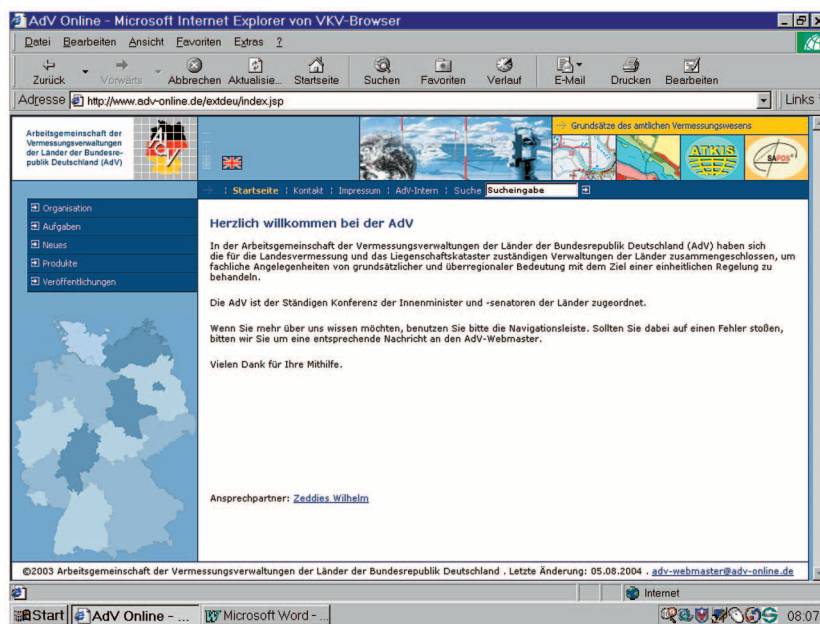 AdV Online - Microsoft Internet Explorer von VKV-Browser
Datei Bearbeiten Ansicht Favoriten Extras ?
Zurück Vorwärts Abbrechen Aktualisie... Startseite Suchen Favoriten Verlauf E-Mail Drucken Bearbeiten
Adresse http://www.adv-online.de/extdeu/index.jsp Links
Arbeitsgemeinschaft der
Vermessungsverwaltungen
der Länder der Bundesre-
publik Deutschland (AdV)
AdV
Grundsätze des amtlichen Vermessungswesens
ATKIS
SAPOS
Startseite Kontakt Impressum AdV-Intern Suche Sucheingabe
Organisation
Aufgaben
Neues
Produkte
Veröffentlichungen
Herzlich willkommen bei der AdV
In der Arbeitsgemeinschaft der Vermessungsverwaltungen der Länder der Bundesrepublik Deutschland (AdV) haben sich
die für die Landesvermessung und das Liegenschaftskataster zuständigen Verwaltungen der Länder zusammengeschlossen, um
fachliche Angelegenheiten von grundsätzlicher und überregionaler Bedeutung mit dem Ziel einer einheitlichen Regelung zu
behandeln.
Die AdV ist der Ständigen Konferenz der Innenminister und -senatoren der Länder zugeordnet.
Wenn Sie mehr über uns wissen möchten, benutzen Sie bitte die Navigationsleiste. Sollten Sie dabei auf einen Fehler stoßen,
bitten wir Sie um eine entsprechende Nachricht an den AdV-Webmaster.
Vielen Dank für Ihre Mithilfe.
Ansprechpartner: Zeddies Wilhelm
©2003 Arbeitsgemeinschaft der Vermessungsverwaltungen der Länder der Bundesrepublik Deutschland . Letzte Änderung: 05.08.2004 . adv-webmaster@adv-online.de
Internet
Start AdV Online - ... Microsoft Word - ... 08:07